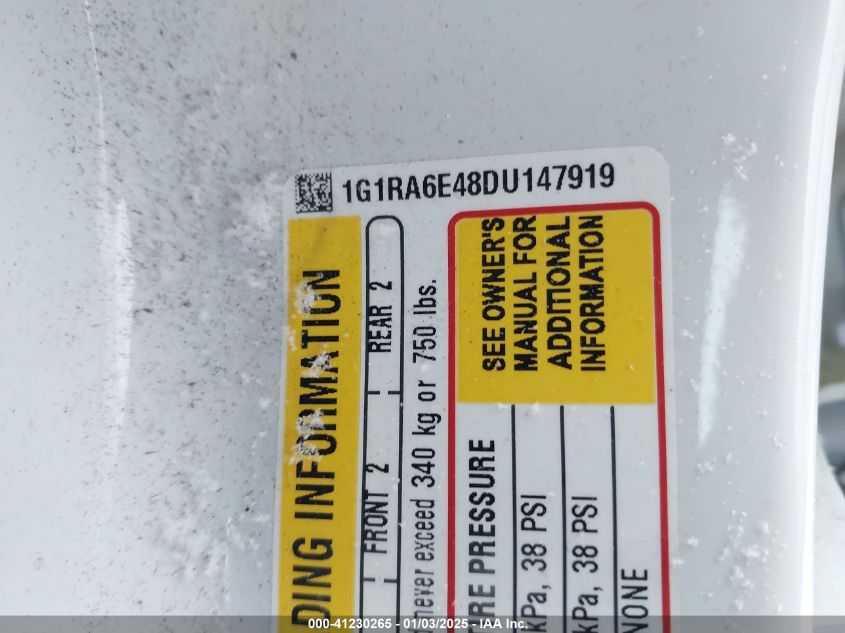 1G1RA6E48DU147919
DING INFORMATION
FRONT 2 REAR 2
never exceed 340 kg or 750 lbs.
SEE OWNER'S
MANUAL FOR
ADDITIONAL
INFORMATION
RE PRESSURE
kPa, 38 PSI
kPa, 38 PSI
NONE
000-41230265 - 01/03/2025 - IAA Inc.